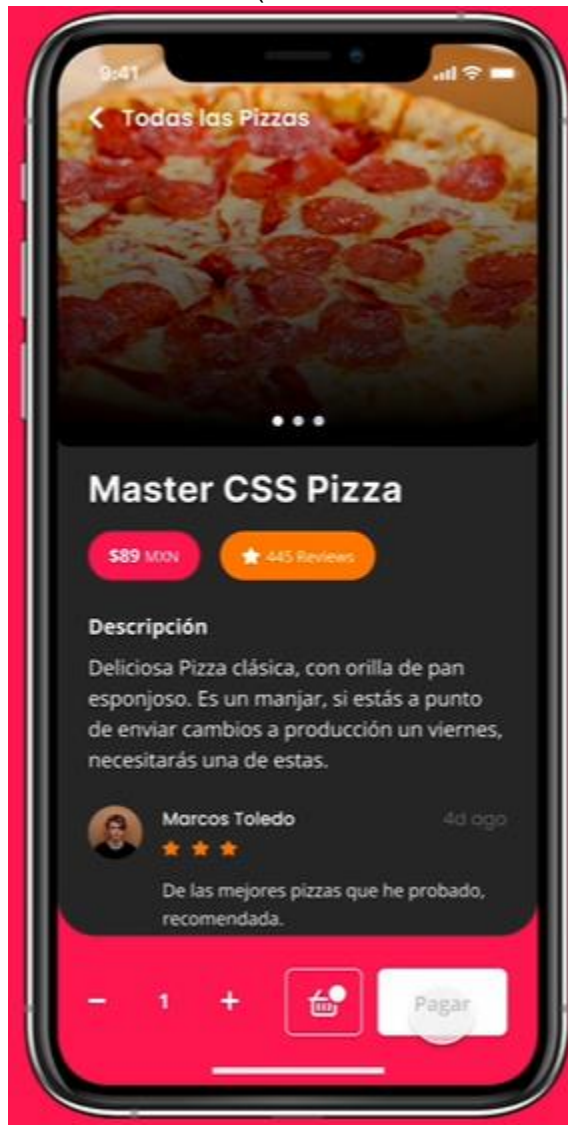 9:41
Todas las Pizzas
Master CSS Pizza
$89 MXN
445 Reviews
Descripción
Deliciosa Pizza clásica, con orilla de pan
esponjoso. Es un manjar, si estás a punto
de enviar cambios a producción un viernes,
necesitarás una de estas.
Marcos Toledo
4d ago
De las mejores pizzas que he probado,
recomendada.
1
Pagar